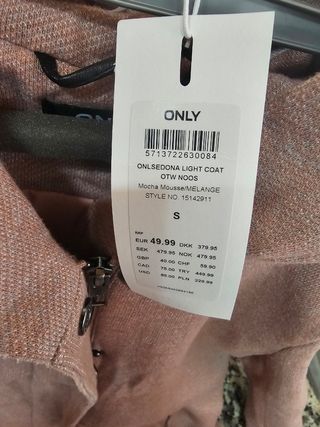 ONLY
5713722630084
ONLSEDONA LIGHT COAT
OTW NOOS
Mocha Mousse/MELANGE
STYLE NO. 15142911
S
RRP
EUR 49.99 DKK 379.95
SEK 479.95 NOK 479.95
GBP 40.00 CHF 59.90
CAD 75.00 TRY 449.99
USD 60.00 PLN 229.99